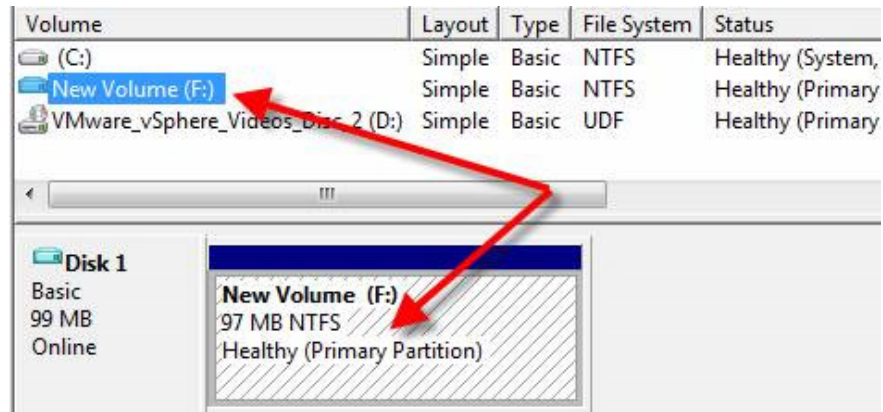 Volume Layout Type File System Status
(C:) Simple Basic NTFS Healthy (System,
New Volume (F:) Simple Basic NTFS Healthy (Primary
VMware_vSphere_Videos_Disc_2 (D:) Simple Basic UDF Healthy (Primary
Disk 1
Basic
99 MB
Online
New Volume (F:)
97 MB NTFS
Healthy (Primary Partition)